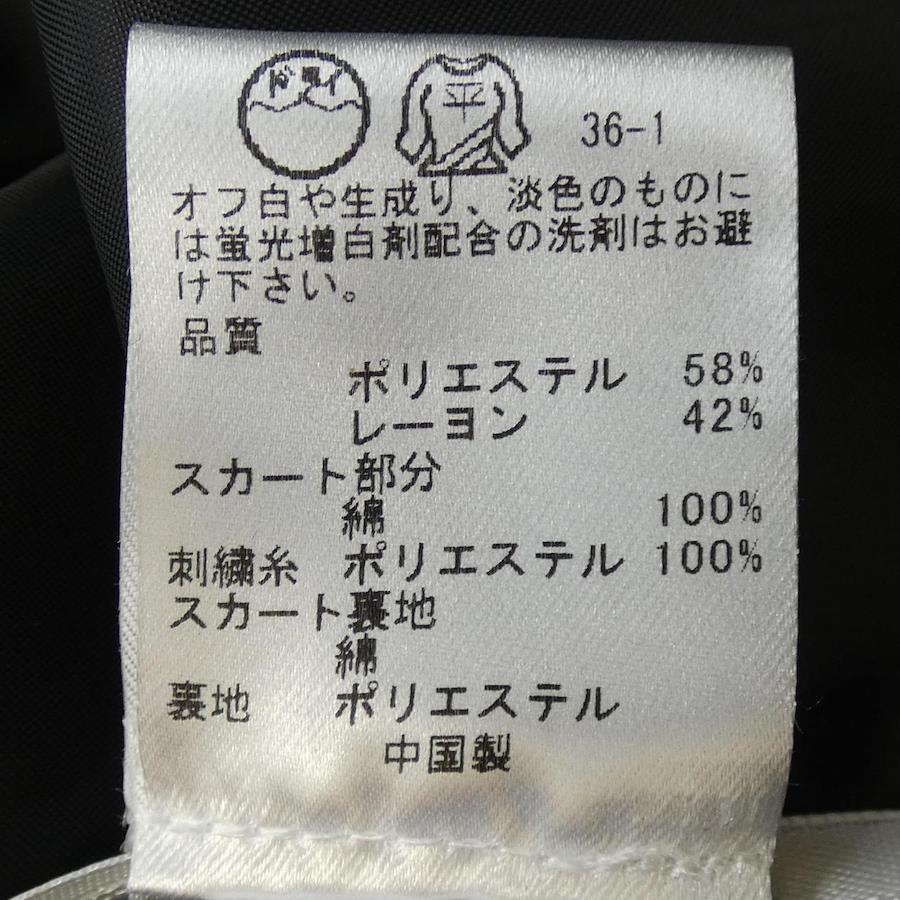 ドライ 平 36-1
オフ白や生成り、淡色のものに
は蛍光増白剤配合の洗剤はお避
け下さい。
品質
ポリエステル 58%
レーヨン 42%
スカート部分
綿 100%
刺繍糸 ポリエステル 100%
スカート裏地
綿
裏地 ポリエステル
中国製